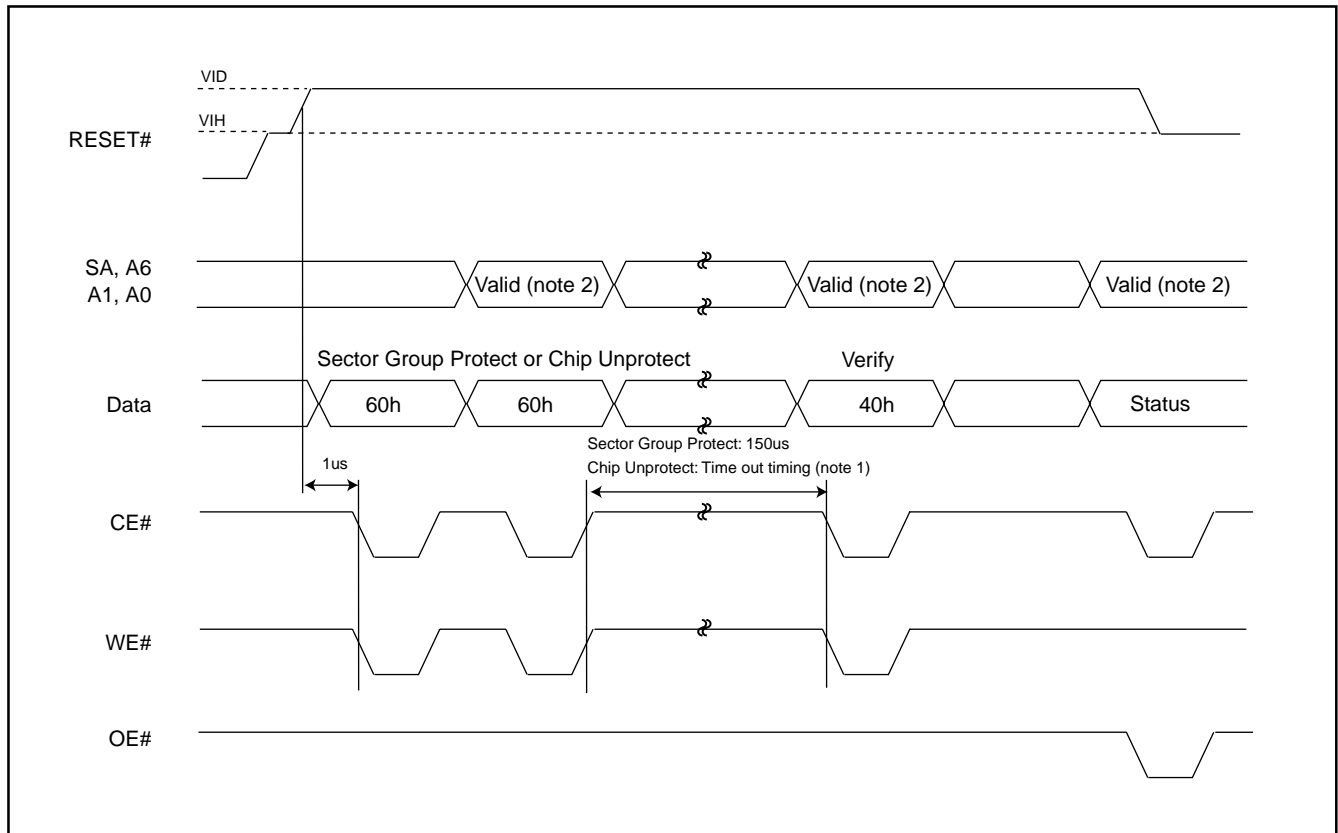 VID
VIH
RESET#
SA, A6
A1, A0
Valid (note 2)
Valid (note 2)
Valid (note 2)
Sector Group Protect or Chip Unprotect
Verify
Data
60h
60h
40h
Status
Sector Group Protect: 150us
Chip Unprotect: Time out timing (note 1)
1us
CE#
WE#
OE#